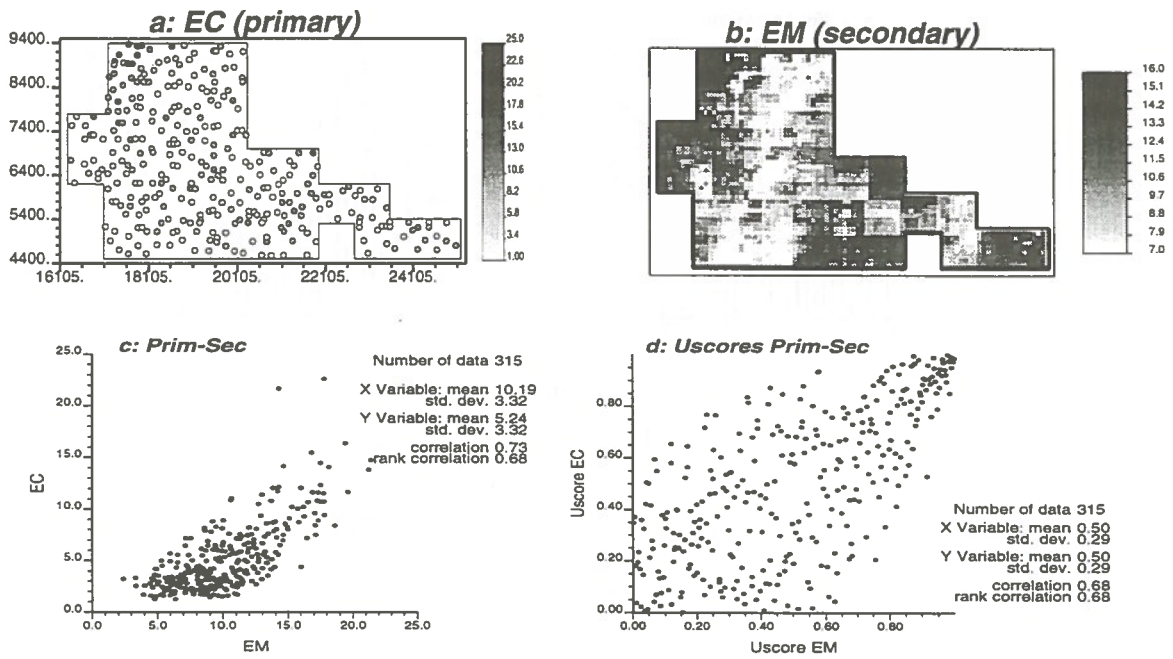 a: EC (primary)
9400.
8400.
7400.
6400.
5400.
4400.
16105.
18105.
20105.
22105.
24105.
25.0
22.6
20.2
17.8
15.4
13.0
10.6
8.2
5.8
3.4
1.00
b: EM (secondary)
16.0
15.1
14.2
13.3
12.4
11.5
10.6
9.7
8.8
7.9
7.0
c: Prim-Sec
25.0
20.0
15.0
10.0
5.0
0.0
EC
0.0
5.0
10.0
15.0
20.0
25.0
EM
Number of data 315
X Variable: mean 10.19
std. dev. 3.32
Y Variable: mean 5.24
std. dev. 3.32
correlation 0.73
rank correlation 0.68
d: Uscores Prim-Sec
0.80
0.60
0.40
0.20
0.00
Uscore EC
0.00
0.20
0.40
0.60
0.80
Uscore EM
Number of data 315
X Variable: mean 0.50
std. dev. 0.29
Y Variable: mean 0.50
std. dev. 0.29
correlation 0.68
rank correlation 0.68